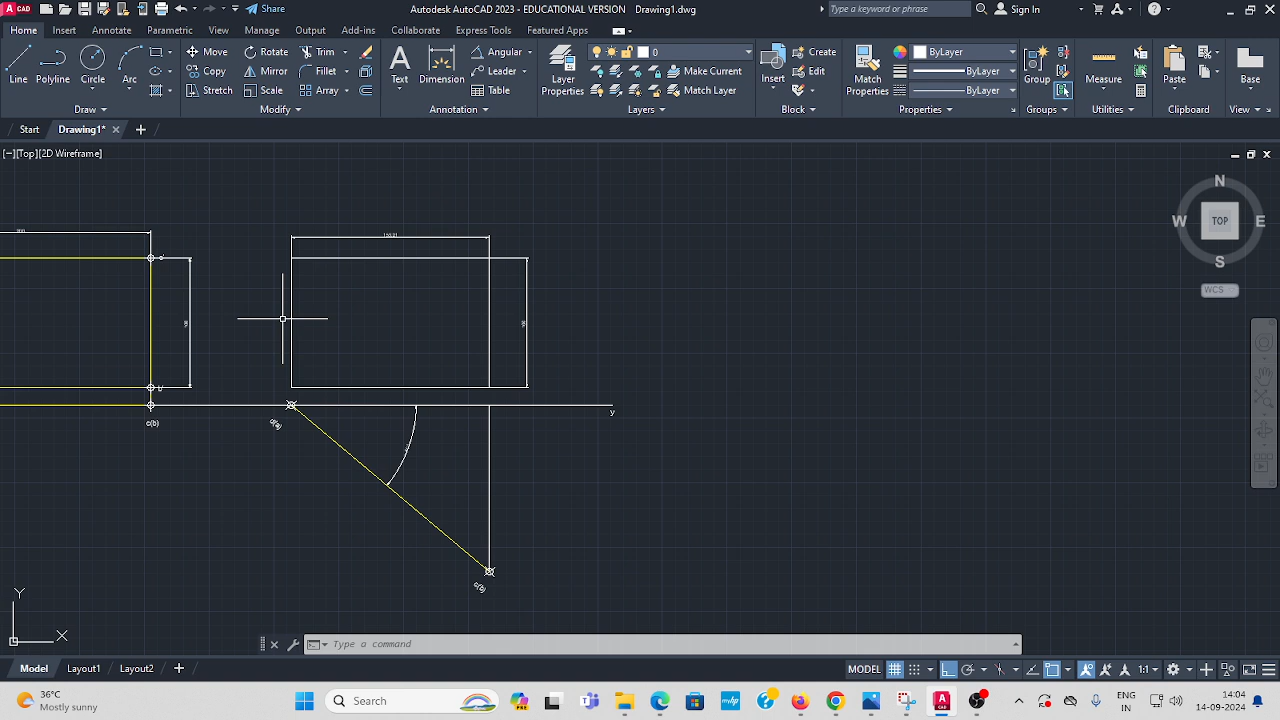 CAD
Share
Autodesk AutoCAD 2023 - EDUCATIONAL VERSION Drawing1.dwg
Type a keyword or phrase
Sign In
Home Insert Annotate Parametric View Manage Output Add-ins Collaborate Express Tools Featured Apps
Move Rotate Trim
Copy Mirror Fillet
Stretch Scale Array
Line Polyline Circle Arc
Text Dimension
Angular
Leader
Table
Layer Properties
0
Make Current
Match Layer
Insert
Create
Edit
Match Properties
ByLayer
ByLayer
ByLayer
Group
Measure
Paste
Base
Draw Modify Annotation Layers Block Properties Groups Utilities Clipboard View
Start Drawing1*
[−][Top][2D Wireframe]
N
W TOP E
S
WCS
y
c(b)
Y
X
Type a command
Model Layout1 Layout2
MODEL
1:1
36°C
Mostly sunny
Search
ENG
IN
14:04
14-09-2024